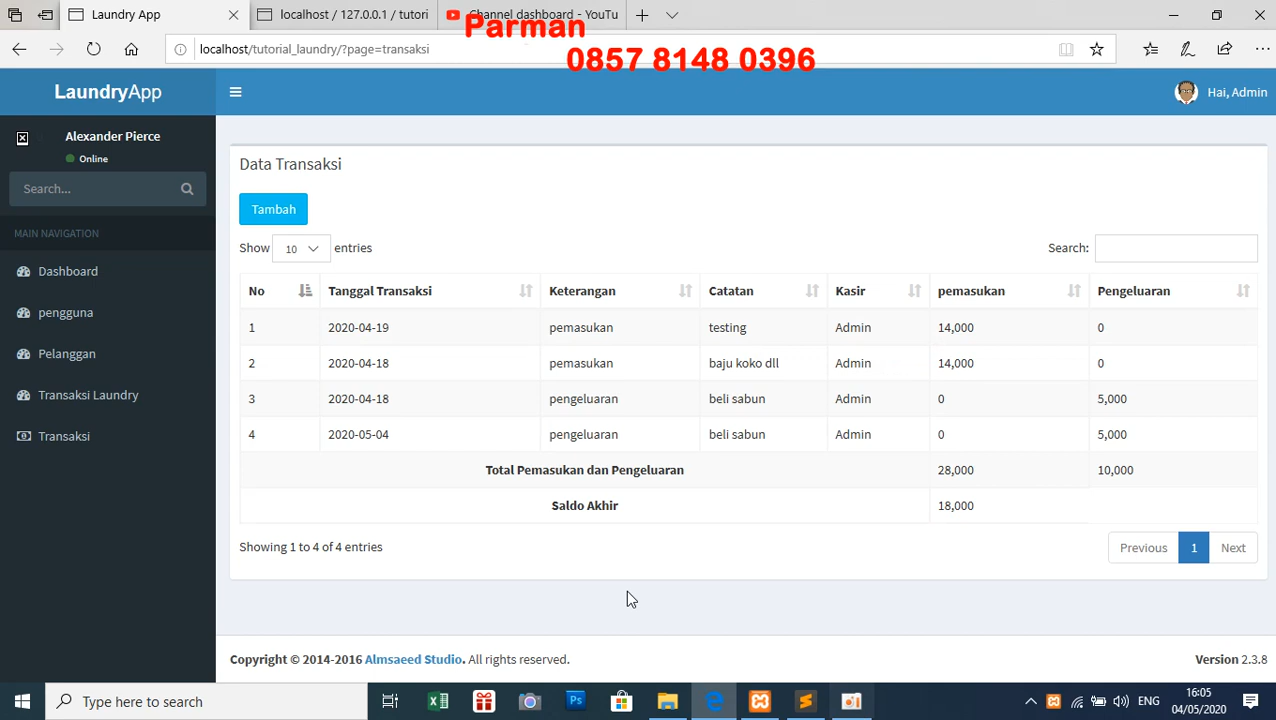 Laundry App
localhost / 127.0.0.1 / tutori
Channel dashboard - YouTu
Parman
0857 8148 0396
localhost/tutorial_laundry/?page=transaksi
LaundryApp
Hai, Admin
Alexander Pierce
Online
Search...
MAIN NAVIGATION
Dashboard
pengguna
Pelanggan
Transaksi Laundry
Transaksi
Data Transaksi
Tambah
Show 10 entries
Search:
No Tanggal Transaksi Keterangan Catatan Kasir pemasukan Pengeluaran
1 2020-04-19 pemasukan testing Admin 14,000 0
2 2020-04-18 pemasukan baju koko dll Admin 14,000 0
3 2020-04-18 pengeluaran beli sabun Admin 0 5,000
4 2020-05-04 pengeluaran beli sabun Admin 0 5,000
Total Pemasukan dan Pengeluaran 28,000 10,000
Saldo Akhir 18,000
Showing 1 to 4 of 4 entries
Previous 1 Next
Copyright © 2014-2016 Almsaeed Studio. All rights reserved.
Version 2.3.8
Type here to search
Ps
ENG
16:05
04/05/2020